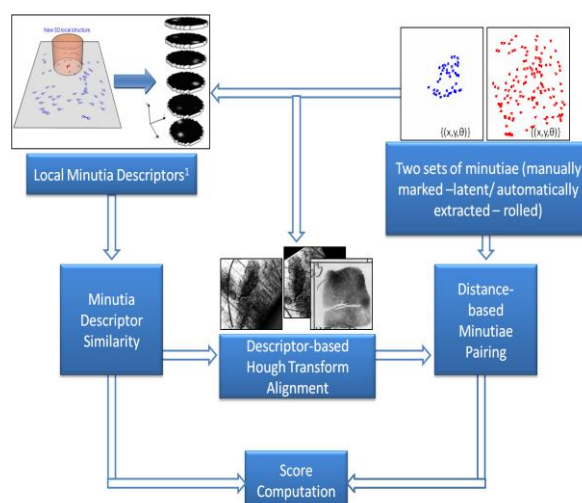 New 3D local structure
{(x,y,θ)}
{(x,y,θ)}
Local Minutia Descriptors¹
Two sets of minutiae (manually
marked –latent/ automatically
extracted – rolled)
Minutia
Descriptor
Similarity
Descriptor-based
Hough Transform
Alignment
Distance-
based
Minutiae
Pairing
Score
Computation